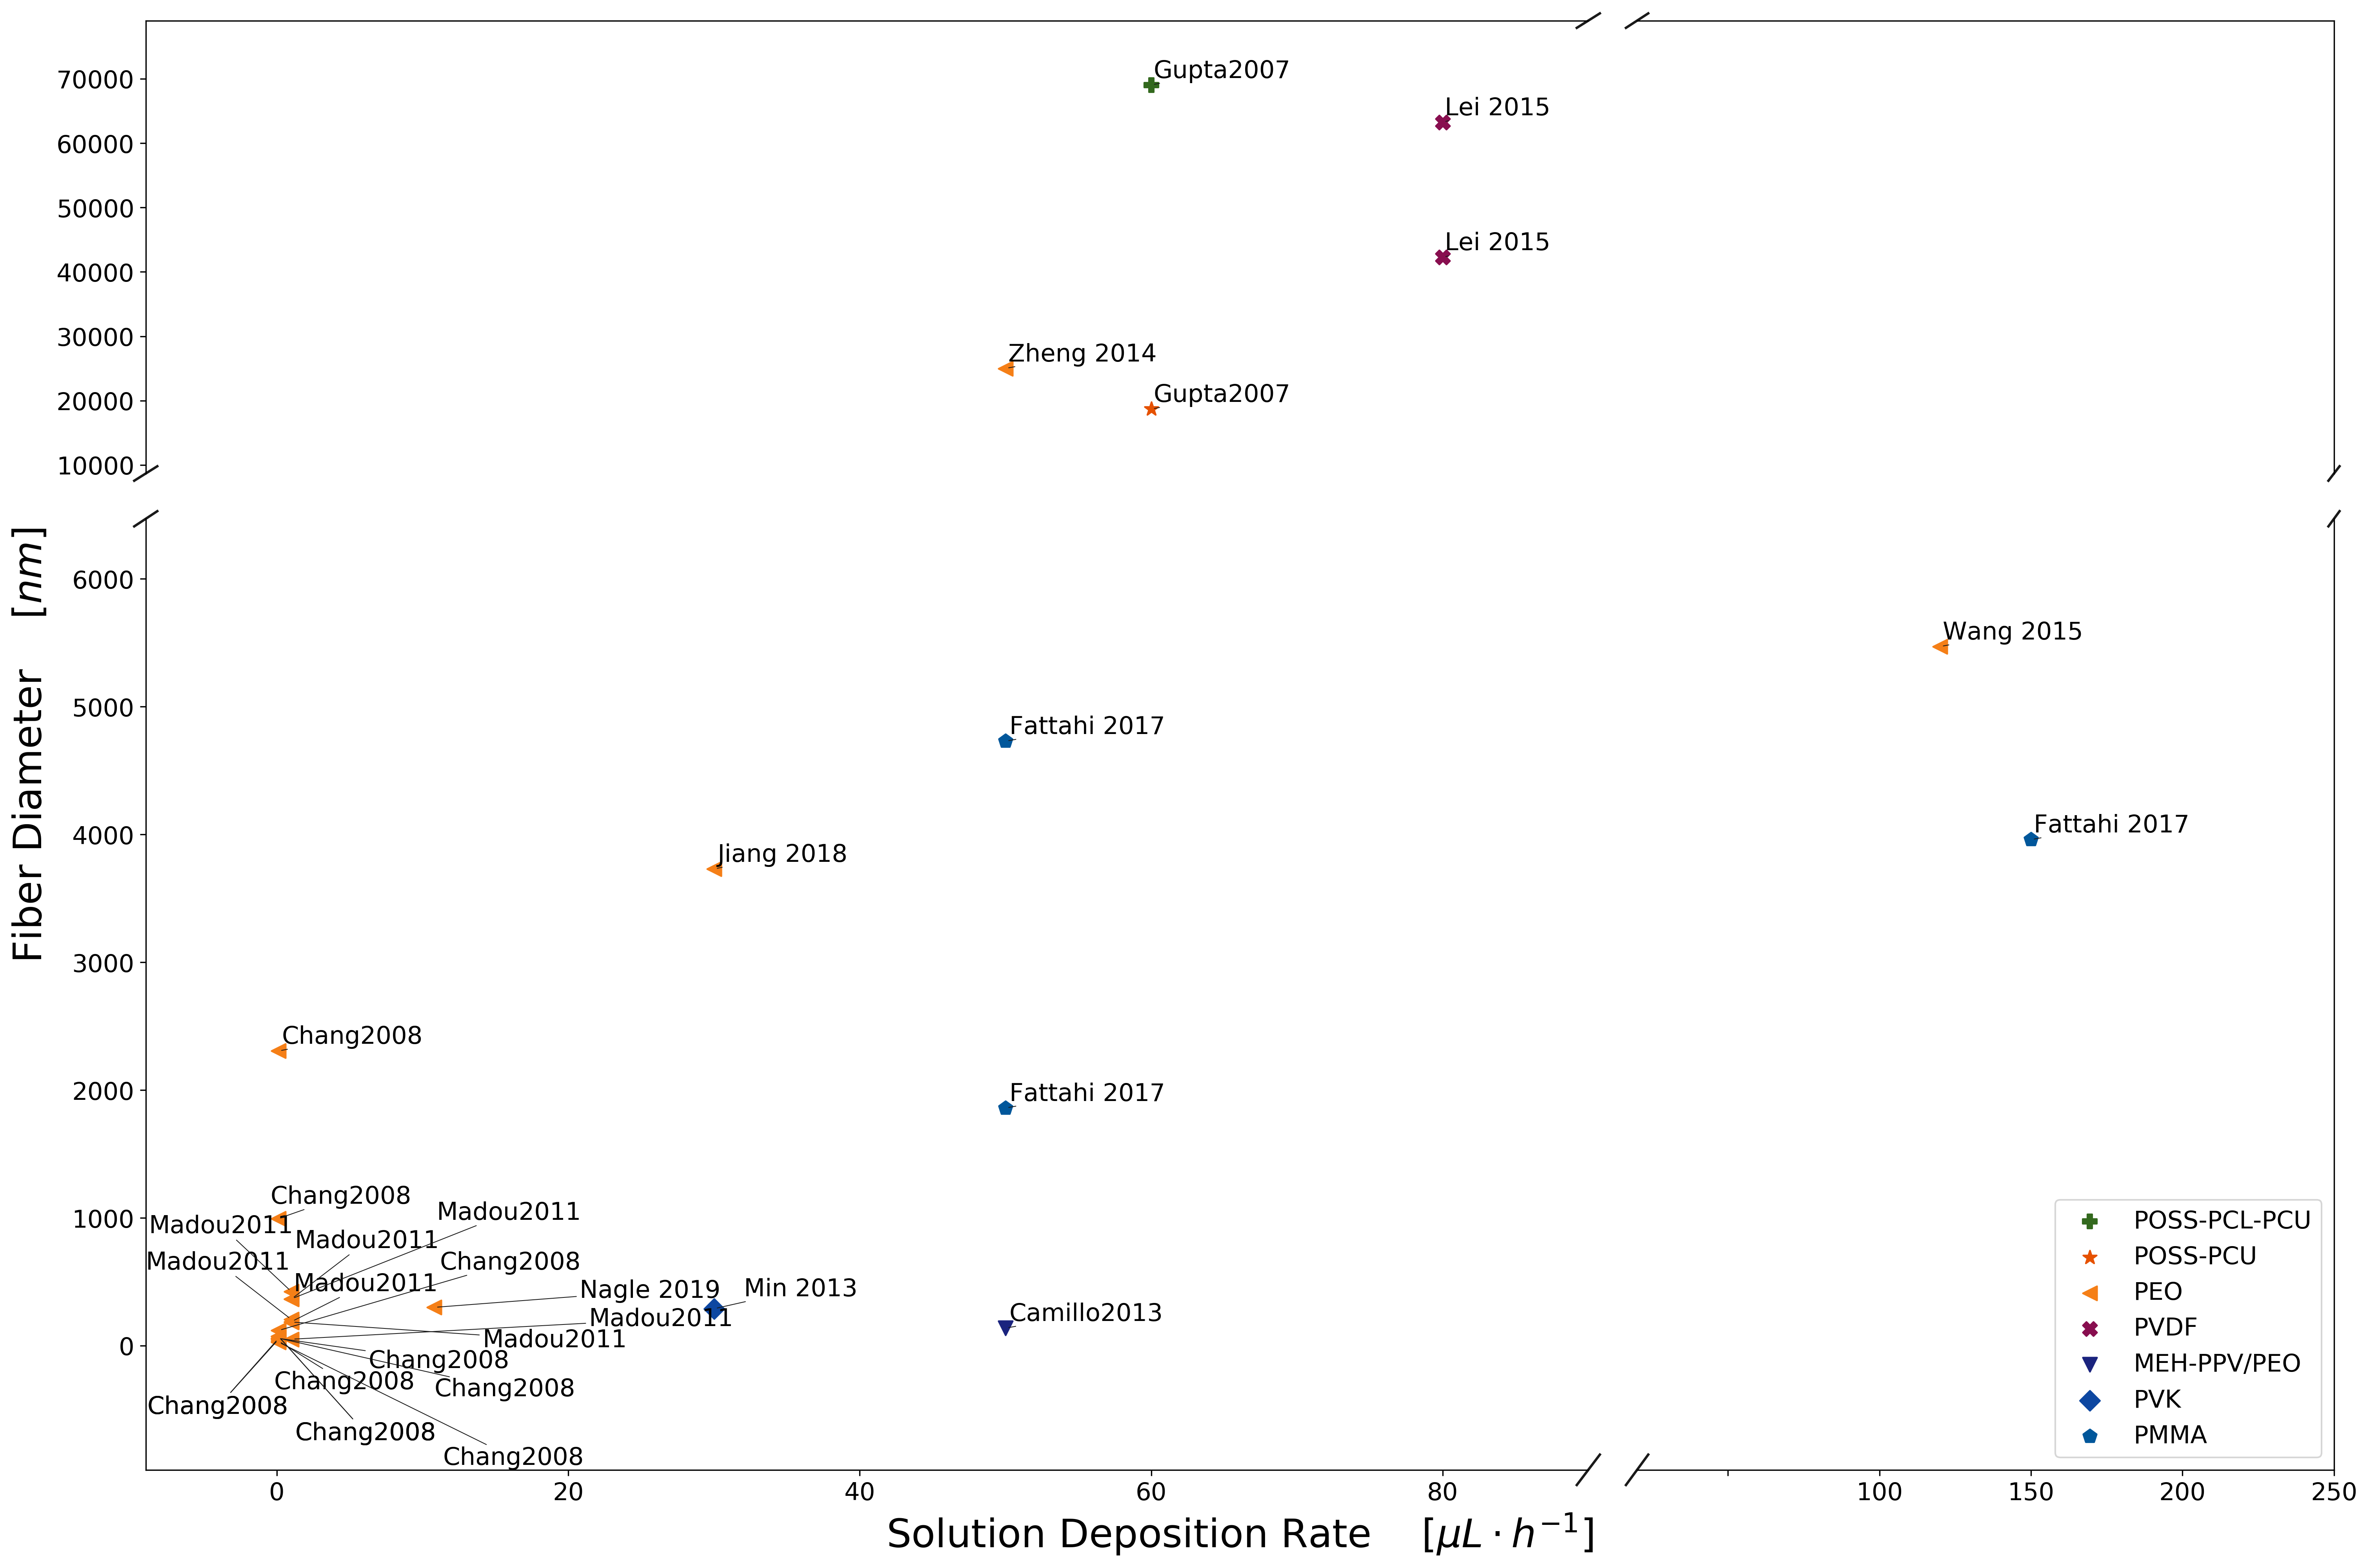 Gupta2007
70000
Lei 2015
60000
50000
Lei 2015
40000
Zheng 2014
30000
Gupta2007
20000
10000
Fiber Diameter [nm]
6000
Wang 2015
5000
Fattahi 2017
4000
Fattahi 2017
Jiang 2018
3000
Chang2008
2000
Fattahi 2017
Chang2008
1000
Madou2011
Madou2011
Madou2011
Madou2011
Chang2008
Madou2011
Nagle 2019
Min 2013
Madou2011
Camillo2013
0
Madou2011
Chang2008
Chang2008
Chang2008
Chang2008
Chang2008
Chang2008
POSS-PCL-PCU
POSS-PCU
PEO
PVDF
MEH-PPV/PEO
PVK
PMMA
0 20 40 60 80 100 150 200 250
Solution Deposition Rate [μL · h⁻¹]